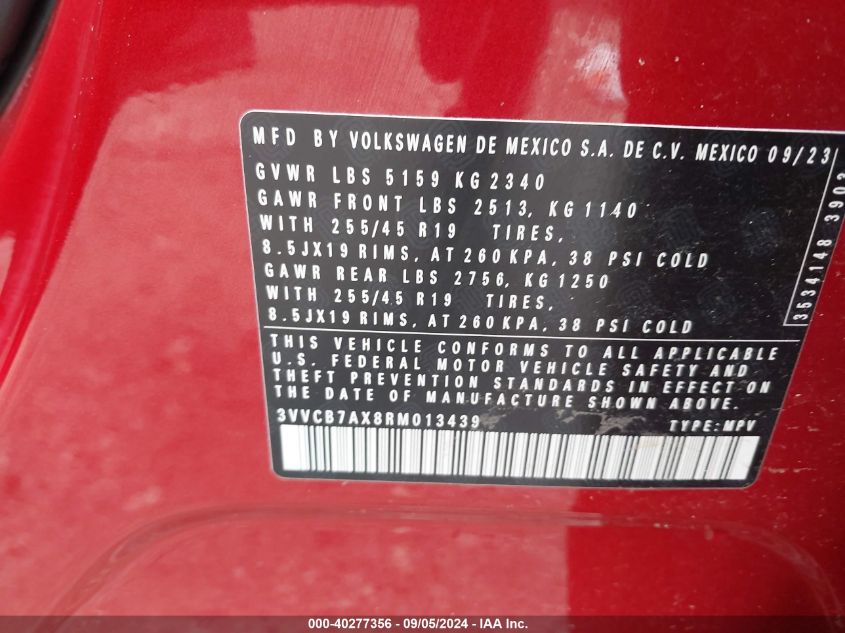 MFD BY VOLKSWAGEN DE MEXICO S.A. DE C.V. MEXICO 09/23
GVWR LBS 5159 KG 2340
GAWR FRONT LBS 2513, KG 1140
WITH 255/45 R19 TIRES,
8.5JX19 RIMS, AT 260 KPA, 38 PSI COLD
GAWR REAR LBS 2756, KG 1250
WITH 255/45 R19 TIRES,
8.5JX19 RIMS, AT 260 KPA, 38 PSI COLD
THIS VEHICLE CONFORMS TO ALL APPLICABLE
U.S. FEDERAL MOTOR VEHICLE SAFETY AND
THEFT PREVENTION STANDARDS IN EFFECT ON
THE DATE OF MANUFACTURE SHOWN ABOVE.
3VVCB7AX8RM013439 TYPE: MPV
3534148 3903
000-40277356 - 09/05/2024 - IAA Inc.